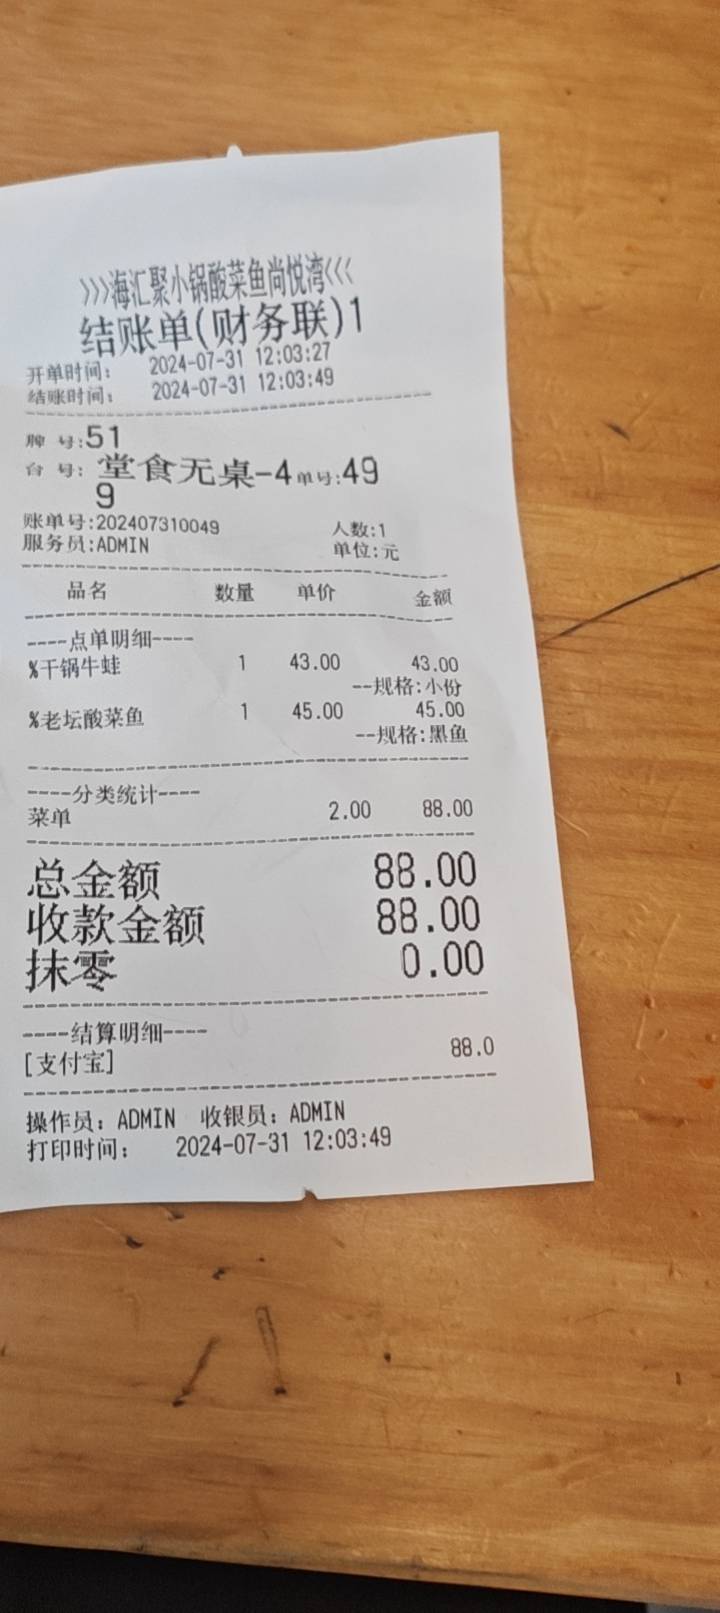 >>>海汇聚小锅酸菜鱼尚悦湾<<<
结账单(财务联)1
开单时间: 2024-07-31 12:03:27
结账时间: 2024-07-31 12:03:49
牌 号:51
台 号: 堂食无桌-4 单号:49
9
账单号:202407310049 人数:1
服务员:ADMIN 单位:元
品名 数量 单价 金额
----点单明细----
%干锅牛蛙 1 43.00 43.00
--规格:小份
%老坛酸菜鱼 1 45.00 45.00
--规格:黑鱼
----分类统计----
菜单 2.00 88.00
总金额 88.00
收款金额 88.00
抹零 0.00
----结算明细----
[支付宝] 88.0
操作员: ADMIN 收银员: ADMIN
打印时间: 2024-07-31 12:03:49